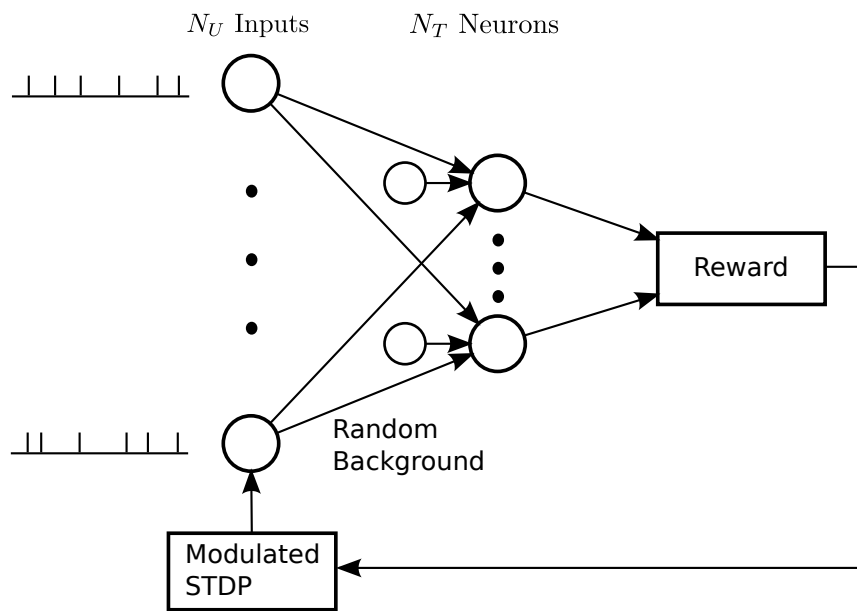 N_U Inputs
N_T Neurons
Reward
Random
Background
Modulated
STDP